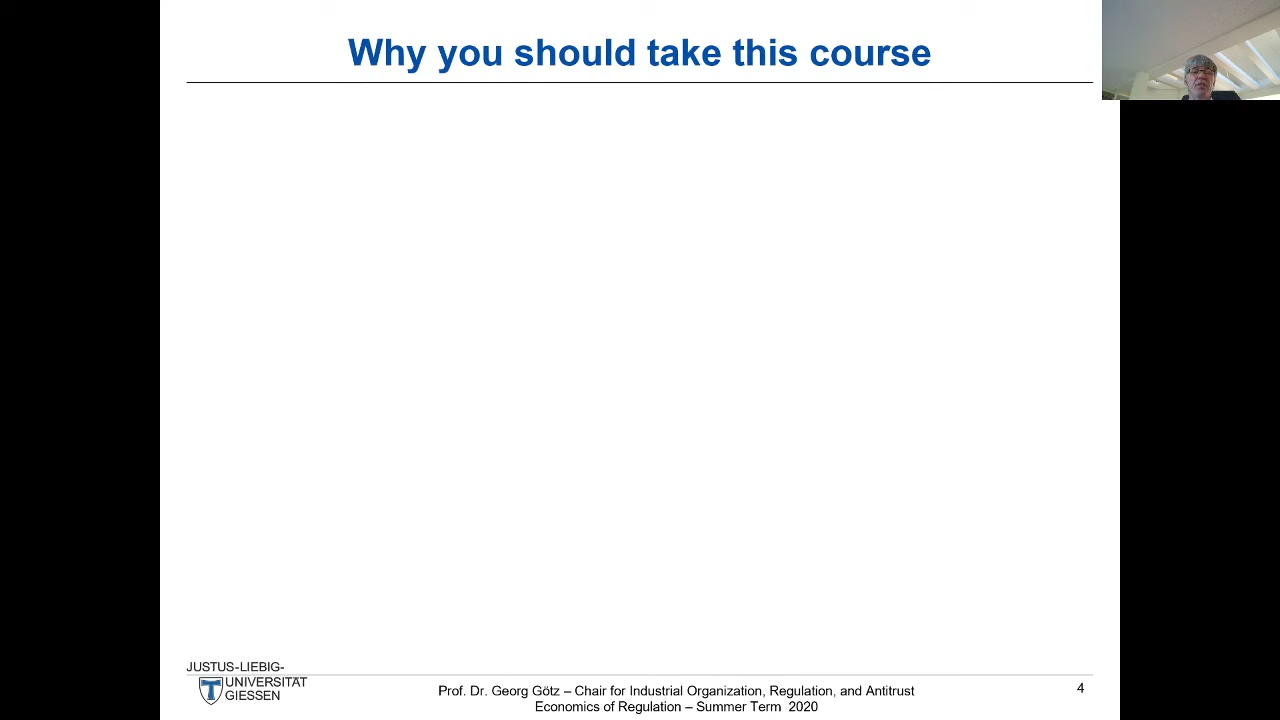 Why you should take this course
JUSTUS-LIEBIG-
UNIVERSITÄT
GIESSEN
Prof. Dr. Georg Götz – Chair for Industrial Organization, Regulation, and Antitrust
Economics of Regulation – Summer Term 2020
4